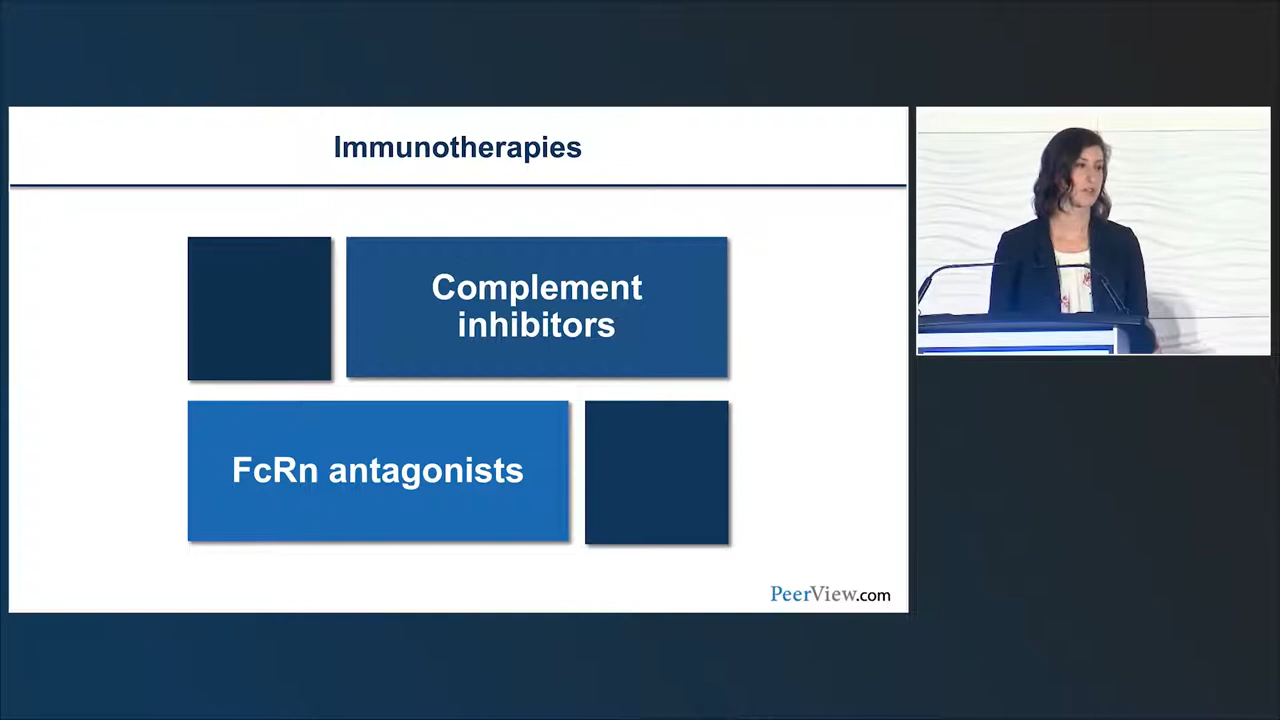 Immunotherapies
Complement
inhibitors
FcRn antagonists
PeerView.com